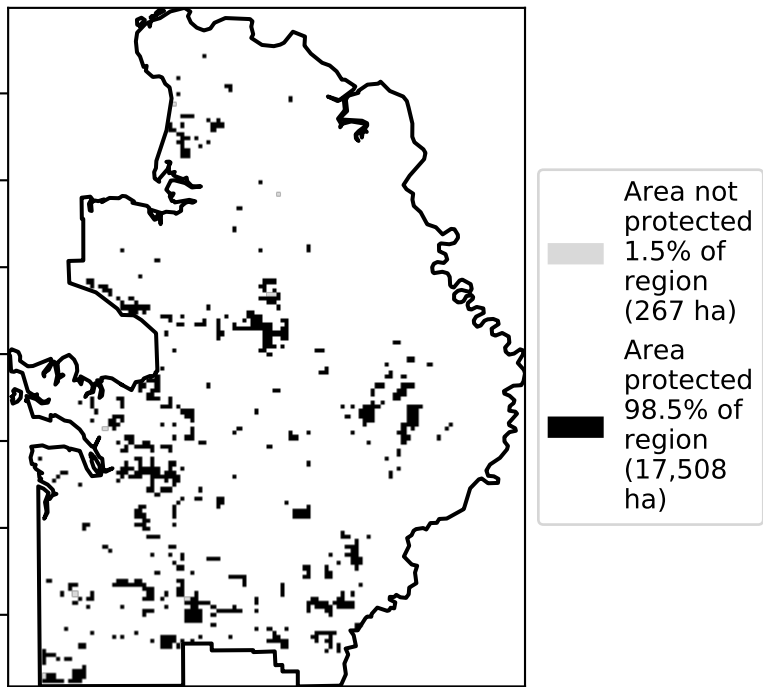 Area not
protected
1.5% of
region
(267 ha)
Area
protected
98.5% of
region
(17,508
ha)